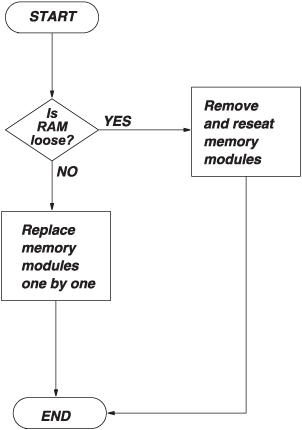 START
Is
RAM
loose?
YES
Remove
and reseat
memory
modules
NO
Replace
memory
modules
one by one
END